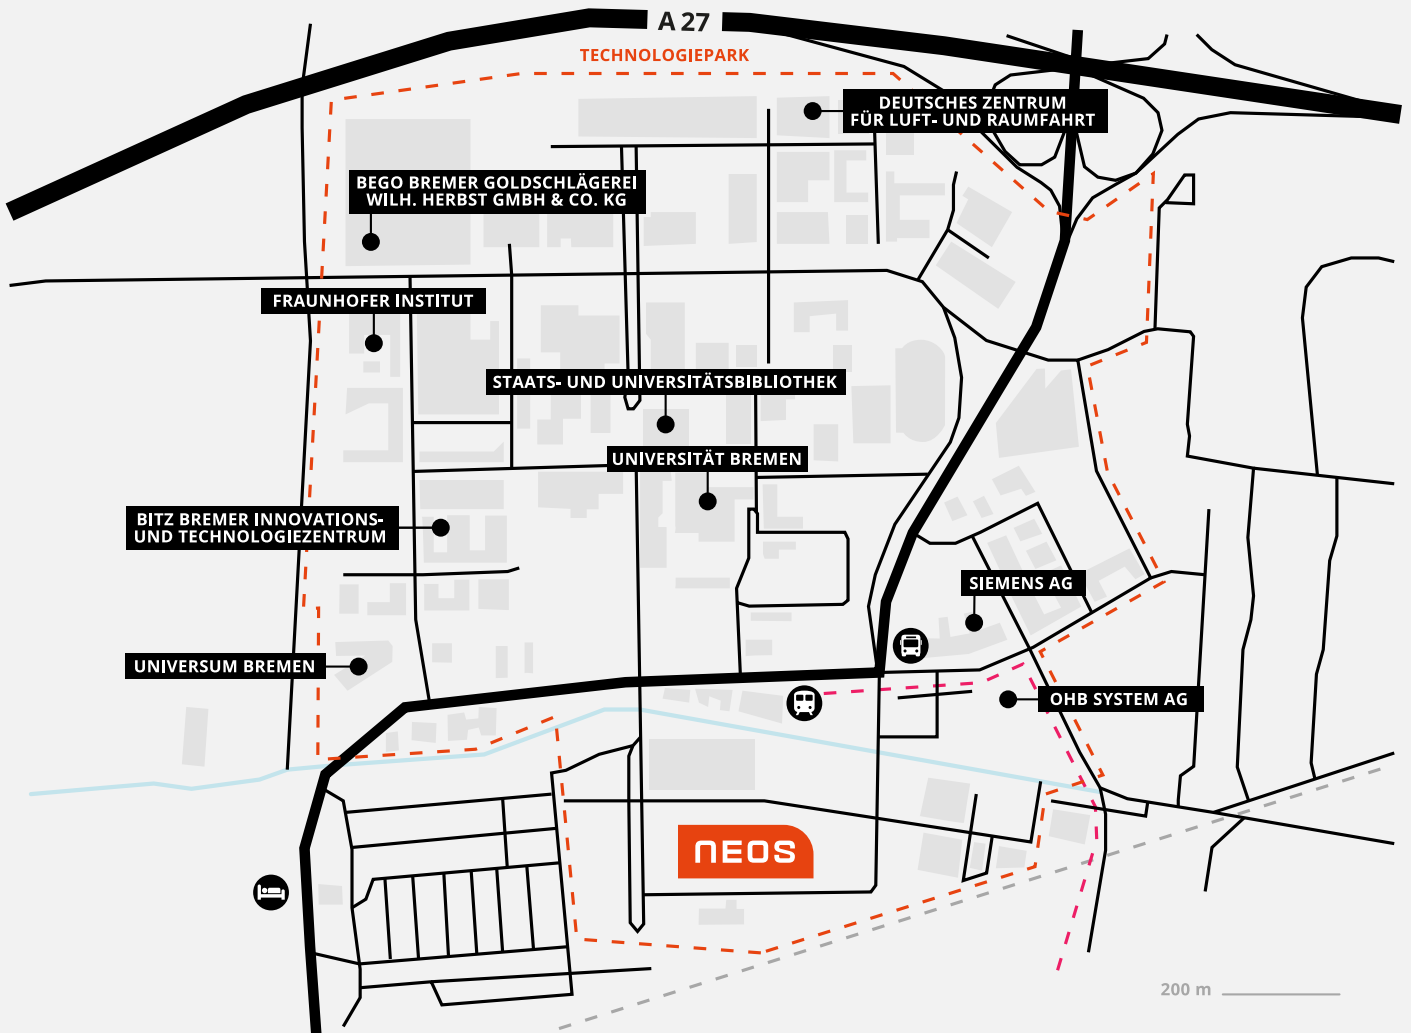 A 27
TECHNOLOGIEPARK
DEUTSCHES ZENTRUM
FÜR LUFT- UND RAUMFAHRT
BEGO BREMER GOLDSCHLÄGEREI
WILH. HERBST GMBH & CO. KG
FRAUNHOFER INSTITUT
STAATS- UND UNIVERSITÄTSBIBLIOTHEK
UNIVERSITÄT BREMEN
BITZ BREMER INNOVATIONS-
UND TECHNOLOGIEZENTRUM
SIEMENS AG
UNIVERSUM BREMEN
OHB SYSTEM AG
NEOS
200 m